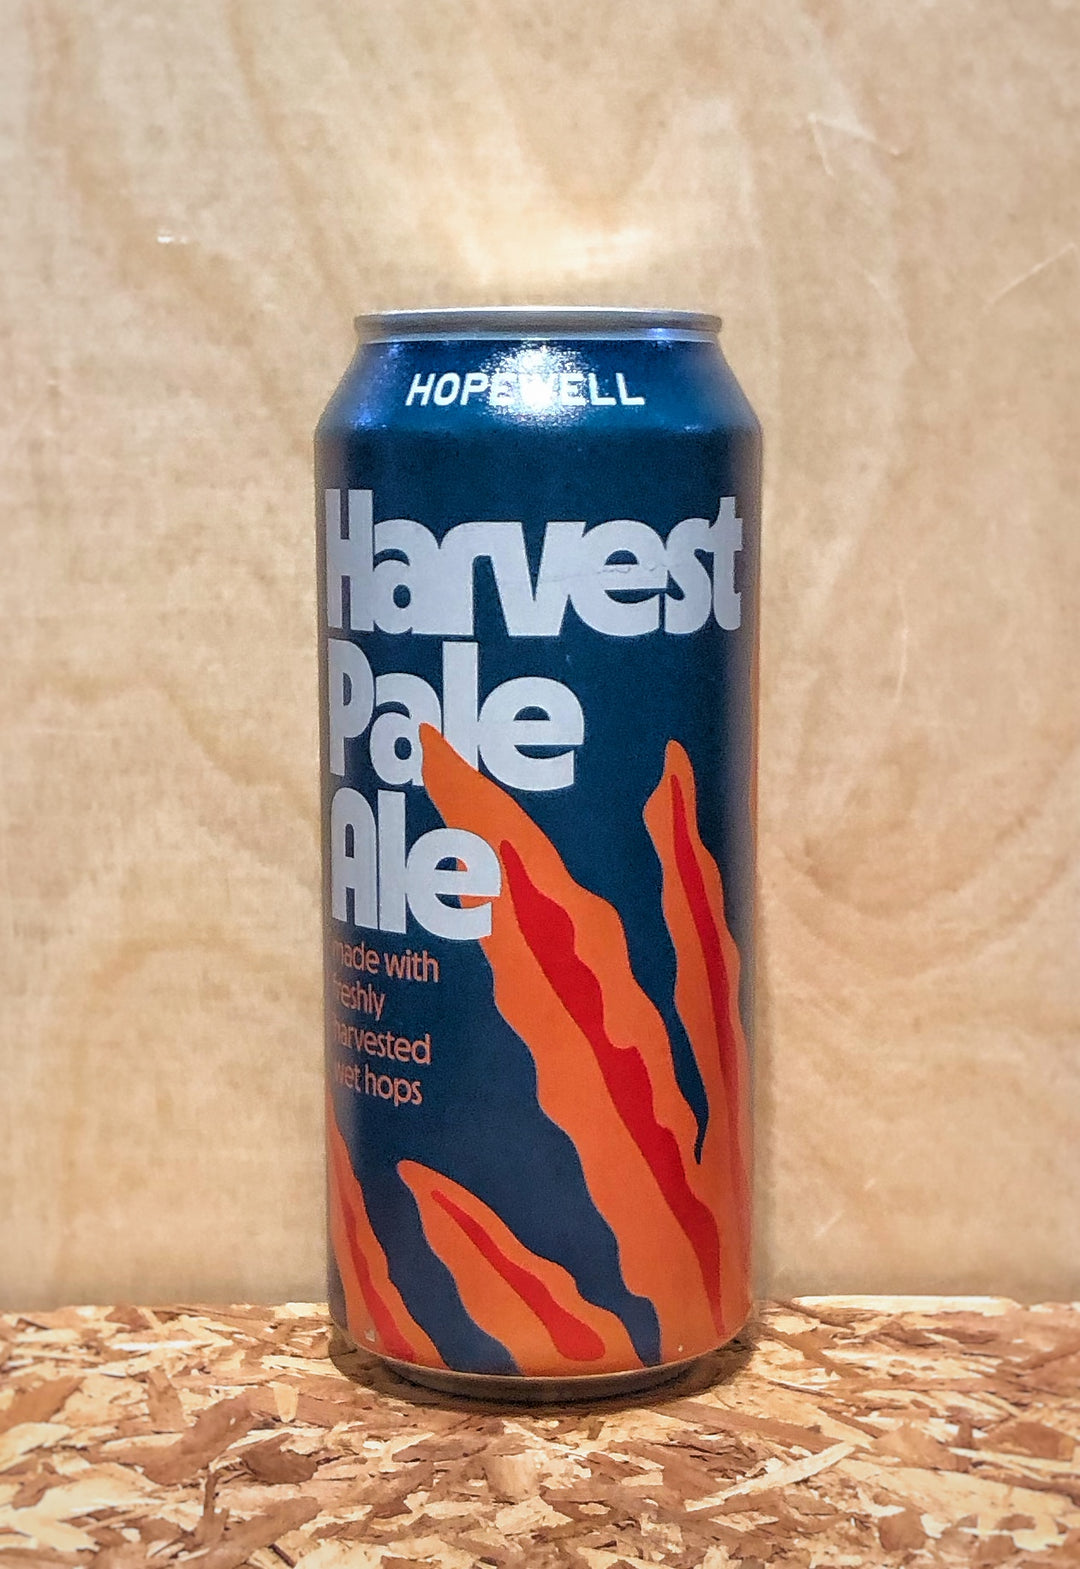 HOPEWELL
Harvest
Pale
Ale
made with
freshly
harvested
wet hops